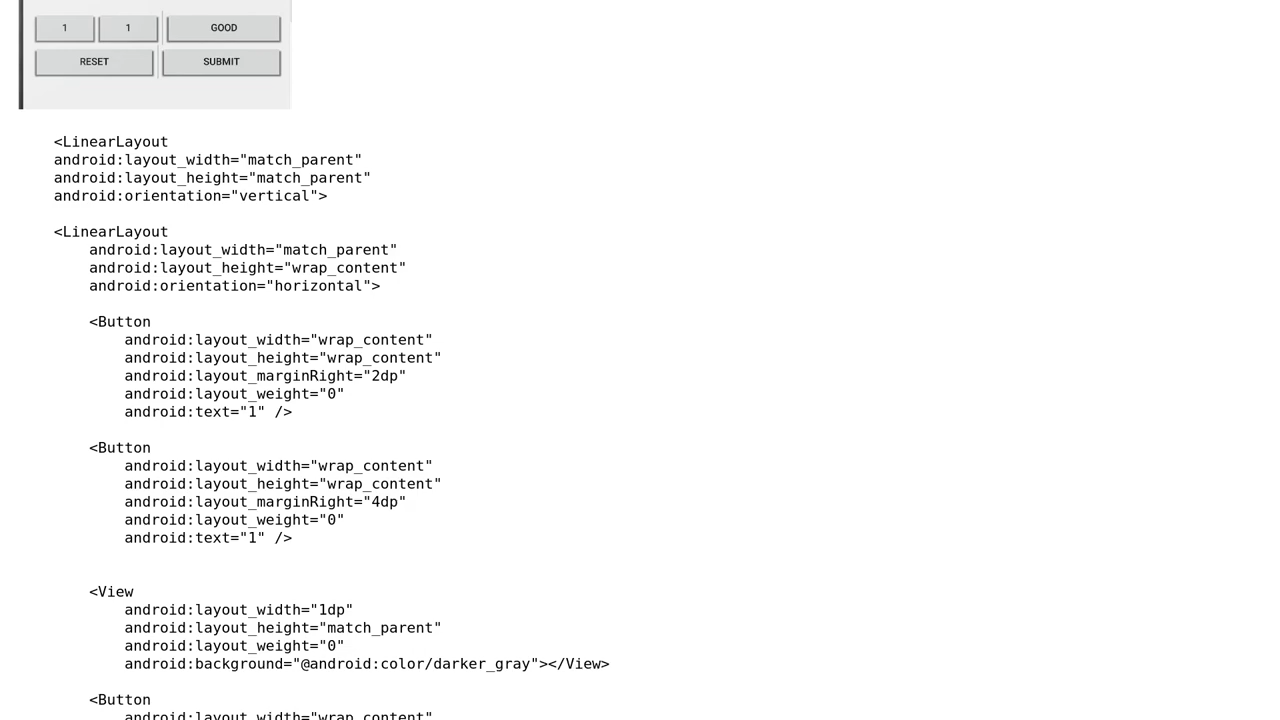 1 1 GOOD
RESET SUBMIT
<LinearLayout
android:layout_width="match_parent"
android:layout_height="match_parent"
android:orientation="vertical">
<LinearLayout
android:layout_width="match_parent"
android:layout_height="wrap_content"
android:orientation="horizontal">
<Button
android:layout_width="wrap_content"
android:layout_height="wrap_content"
android:layout_marginRight="2dp"
android:layout_weight="0"
android:text="1" />
<Button
android:layout_width="wrap_content"
android:layout_height="wrap_content"
android:layout_marginRight="4dp"
android:layout_weight="0"
android:text="1" />
<View
android:layout_width="1dp"
android:layout_height="match_parent"
android:layout_weight="0"
android:background="@android:color/darker_gray"></View>
<Button
android:layout_width="wrap_content"